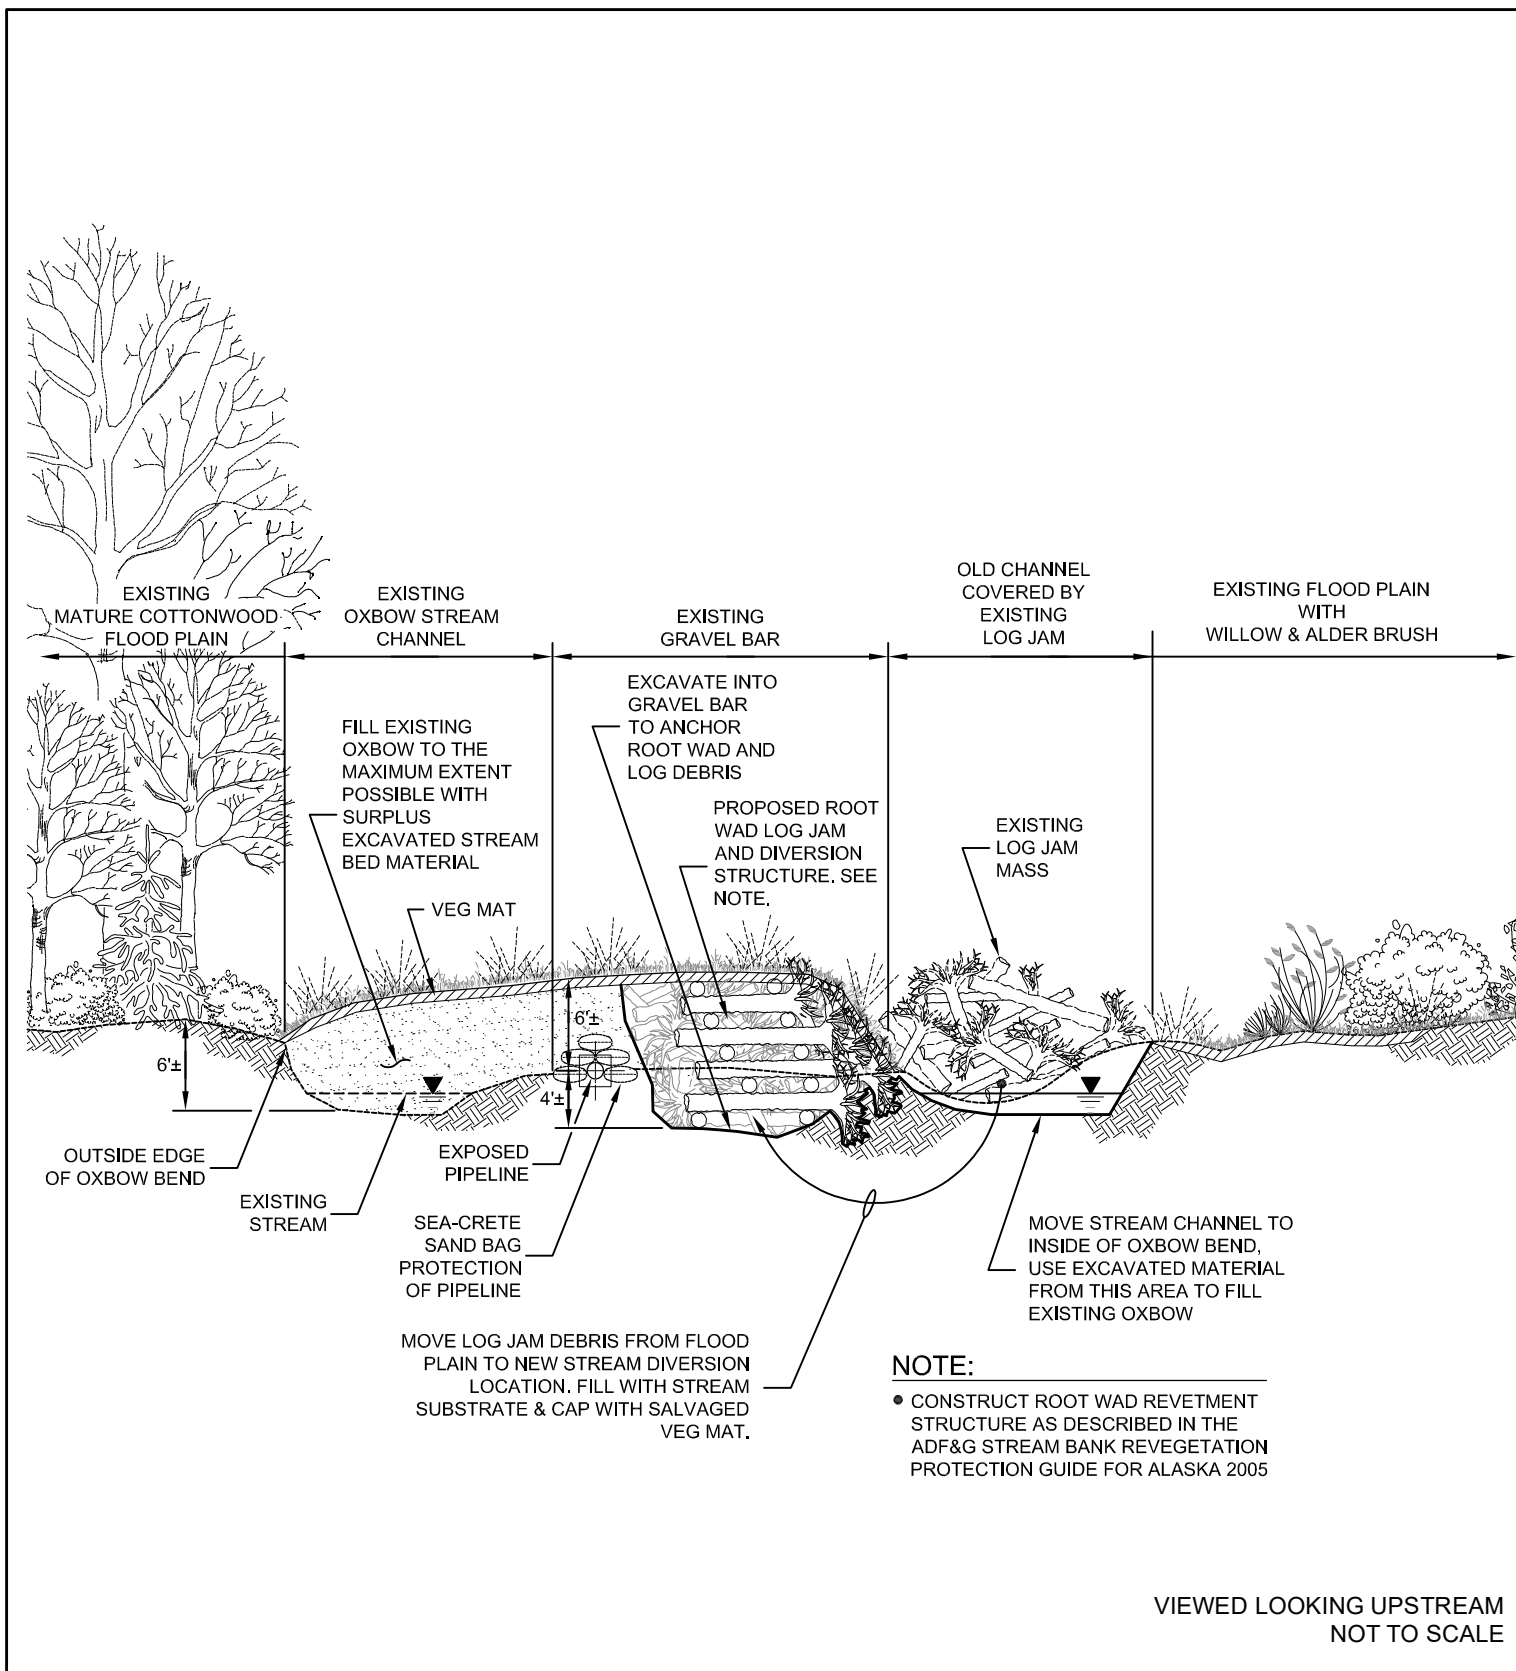 EXISTING
MATURE COTTONWOOD
FLOOD PLAIN
EXISTING
OXBOW STREAM
CHANNEL
EXISTING
GRAVEL BAR
OLD CHANNEL
COVERED BY
EXISTING
LOG JAM
EXISTING FLOOD PLAIN
WITH
WILLOW & ALDER BRUSH
FILL EXISTING
OXBOW TO THE
MAXIMUM EXTENT
POSSIBLE WITH
SURPLUS
EXCAVATED STREAM
BED MATERIAL
VEG MAT
EXCAVATE INTO
GRAVEL BAR
TO ANCHOR
ROOT WAD AND
LOG DEBRIS
PROPOSED ROOT
WAD LOG JAM
AND DIVERSION
STRUCTURE. SEE
NOTE.
EXISTING
LOG JAM
MASS
6'±
6'±
4'±
OUTSIDE EDGE
OF OXBOW BEND
EXISTING
STREAM
EXPOSED
PIPELINE
SEA-CRETE
SAND BAG
PROTECTION
OF PIPELINE
MOVE LOG JAM DEBRIS FROM FLOOD
PLAIN TO NEW STREAM DIVERSION
LOCATION. FILL WITH STREAM
SUBSTRATE & CAP WITH SALVAGED
VEG MAT.
MOVE STREAM CHANNEL TO
INSIDE OF OXBOW BEND,
USE EXCAVATED MATERIAL
FROM THIS AREA TO FILL
EXISTING OXBOW
NOTE:
● CONSTRUCT ROOT WAD REVETMENT
STRUCTURE AS DESCRIBED IN THE
ADF&G STREAM BANK REVEGETATION
PROTECTION GUIDE FOR ALASKA 2005
VIEWED LOOKING UPSTREAM
NOT TO SCALE